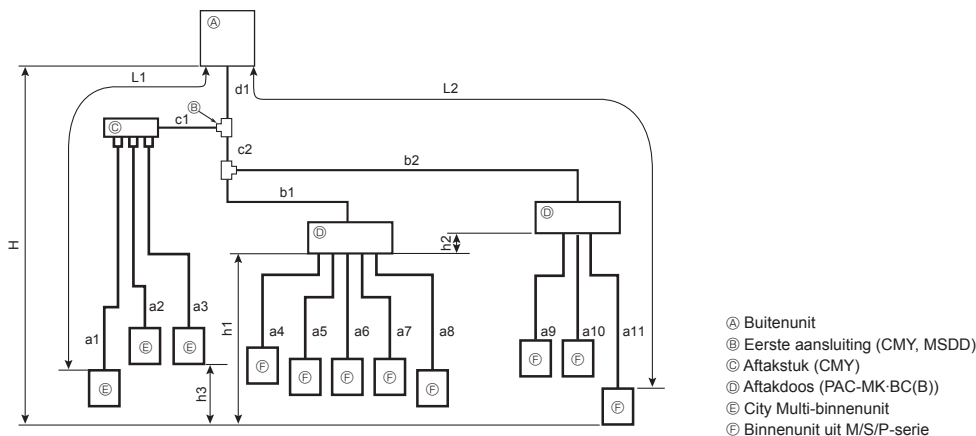 Ⓐ
L1
d1
L2
Ⓑ
Ⓒ
c1
c2
b2
b1
Ⓓ
Ⓓ
h2
H
a1
a2
a3
h1
a4
a5
a6
a7
a8
a9
a10
a11
Ⓔ
Ⓔ
Ⓔ
h3
Ⓕ
Ⓕ
Ⓕ
Ⓕ
Ⓕ
Ⓕ
Ⓕ
Ⓕ
Ⓐ Buitenunit
Ⓑ Eerste aansluiting (CMY, MSDD)
Ⓒ Aftakstuk (CMY)
Ⓓ Aftakdoos (PAC-MK·BC(B))
Ⓔ City Multi-binnenunit
Ⓕ Binnenunit uit M/S/P-serie